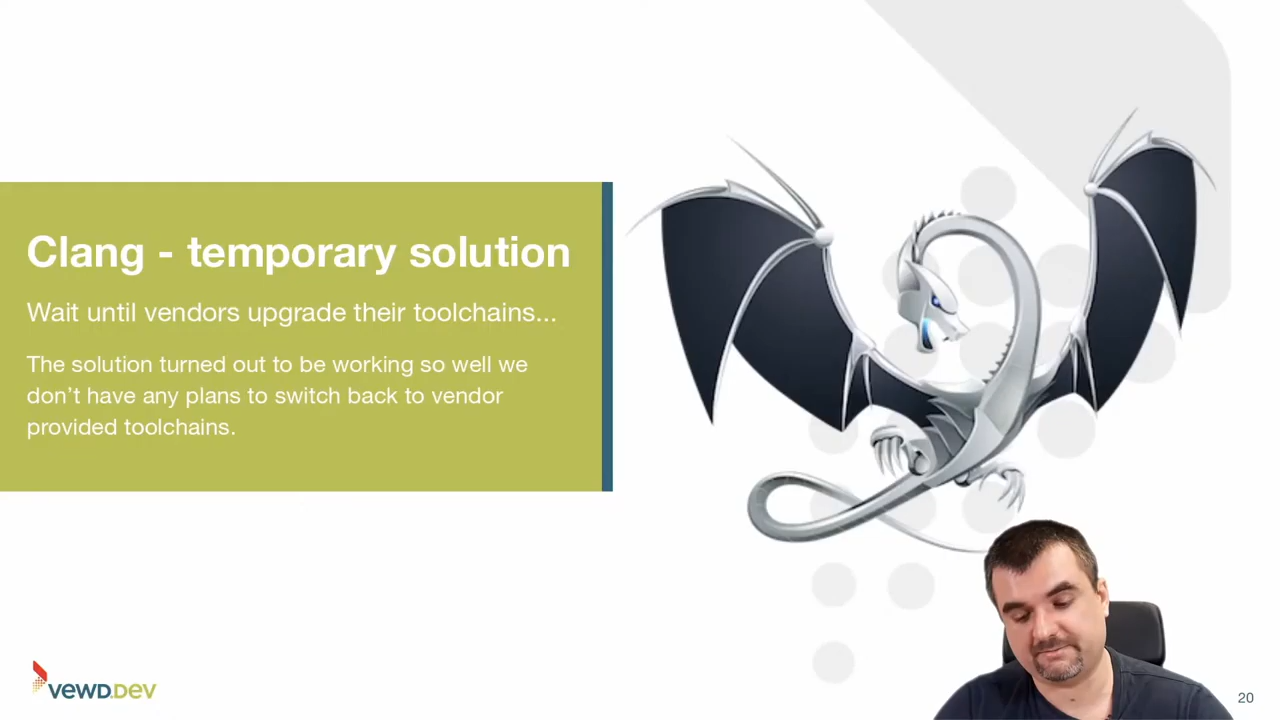 Clang - temporary solution
Wait until vendors upgrade their toolchains...
The solution turned out to be working so well we
don’t have any plans to switch back to vendor
provided toolchains.
VEWD.DEV
20